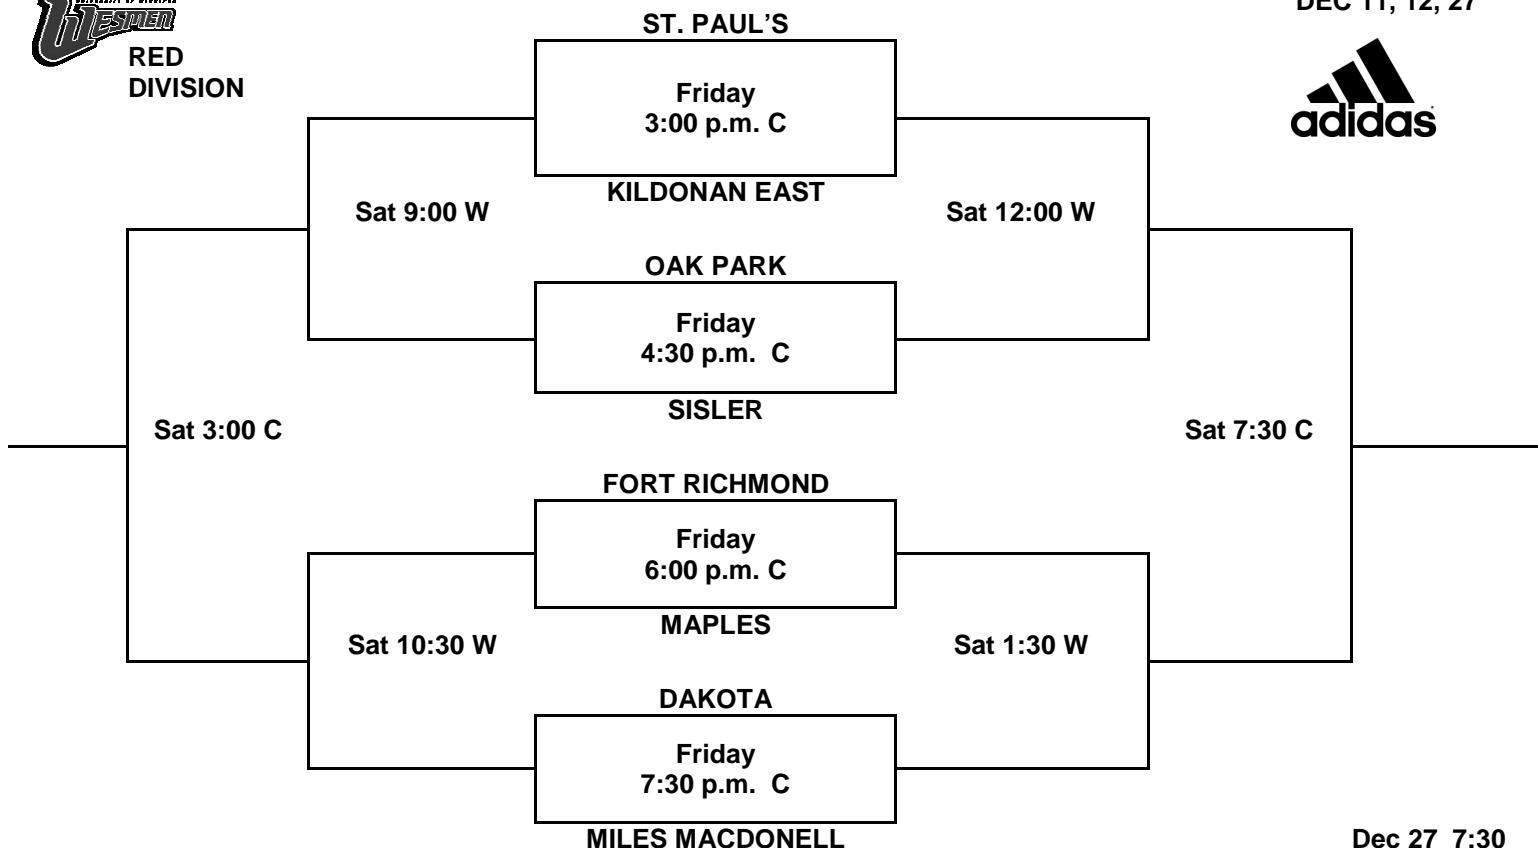 WESMEN
DEC 11, 12, 27
RED
DIVISION
adidas
ST. PAUL'S
Friday
3:00 p.m. C
KILDONAN EAST
Sat 9:00 W
Sat 12:00 W
OAK PARK
Friday
4:30 p.m.  C
SISLER
Sat 3:00 C
Sat 7:30 C
FORT RICHMOND
Friday
6:00 p.m. C
MAPLES
Sat 10:30 W
Sat 1:30 W
DAKOTA
Friday
7:30 p.m.  C
MILES MACDONELL
Dec 27  7:30